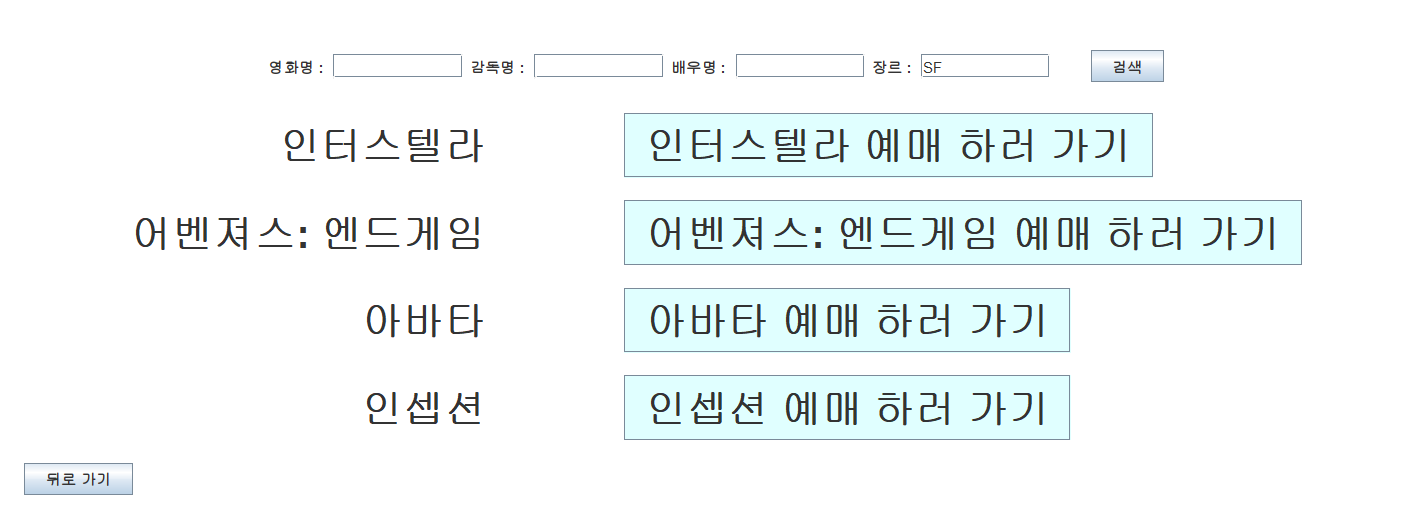 영화명 : 감독명 : 배우명 : 장르 : SF 검색
인터스텔라 인터스텔라 예매 하러 가기
어벤져스: 엔드게임 어벤져스: 엔드게임 예매 하러 가기
아바타 아바타 예매 하러 가기
인셉션 인셉션 예매 하러 가기
뒤로 가기